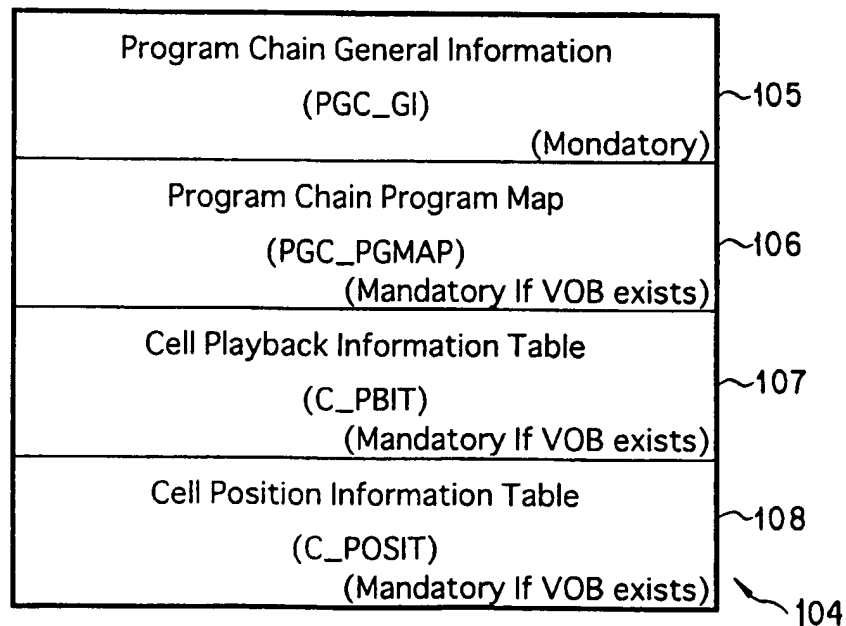 Program Chain General Information
(PGC_GI)
105
(Mondatory)
Program Chain Program Map
(PGC_PGMAP)
106
(Mandatory If VOB exists)
Cell Playback Information Table
(C_PBIT)
107
(Mandatory If VOB exists)
Cell Position Information Table
108
(C_POSIT)
(Mandatory If VOB exists)
104